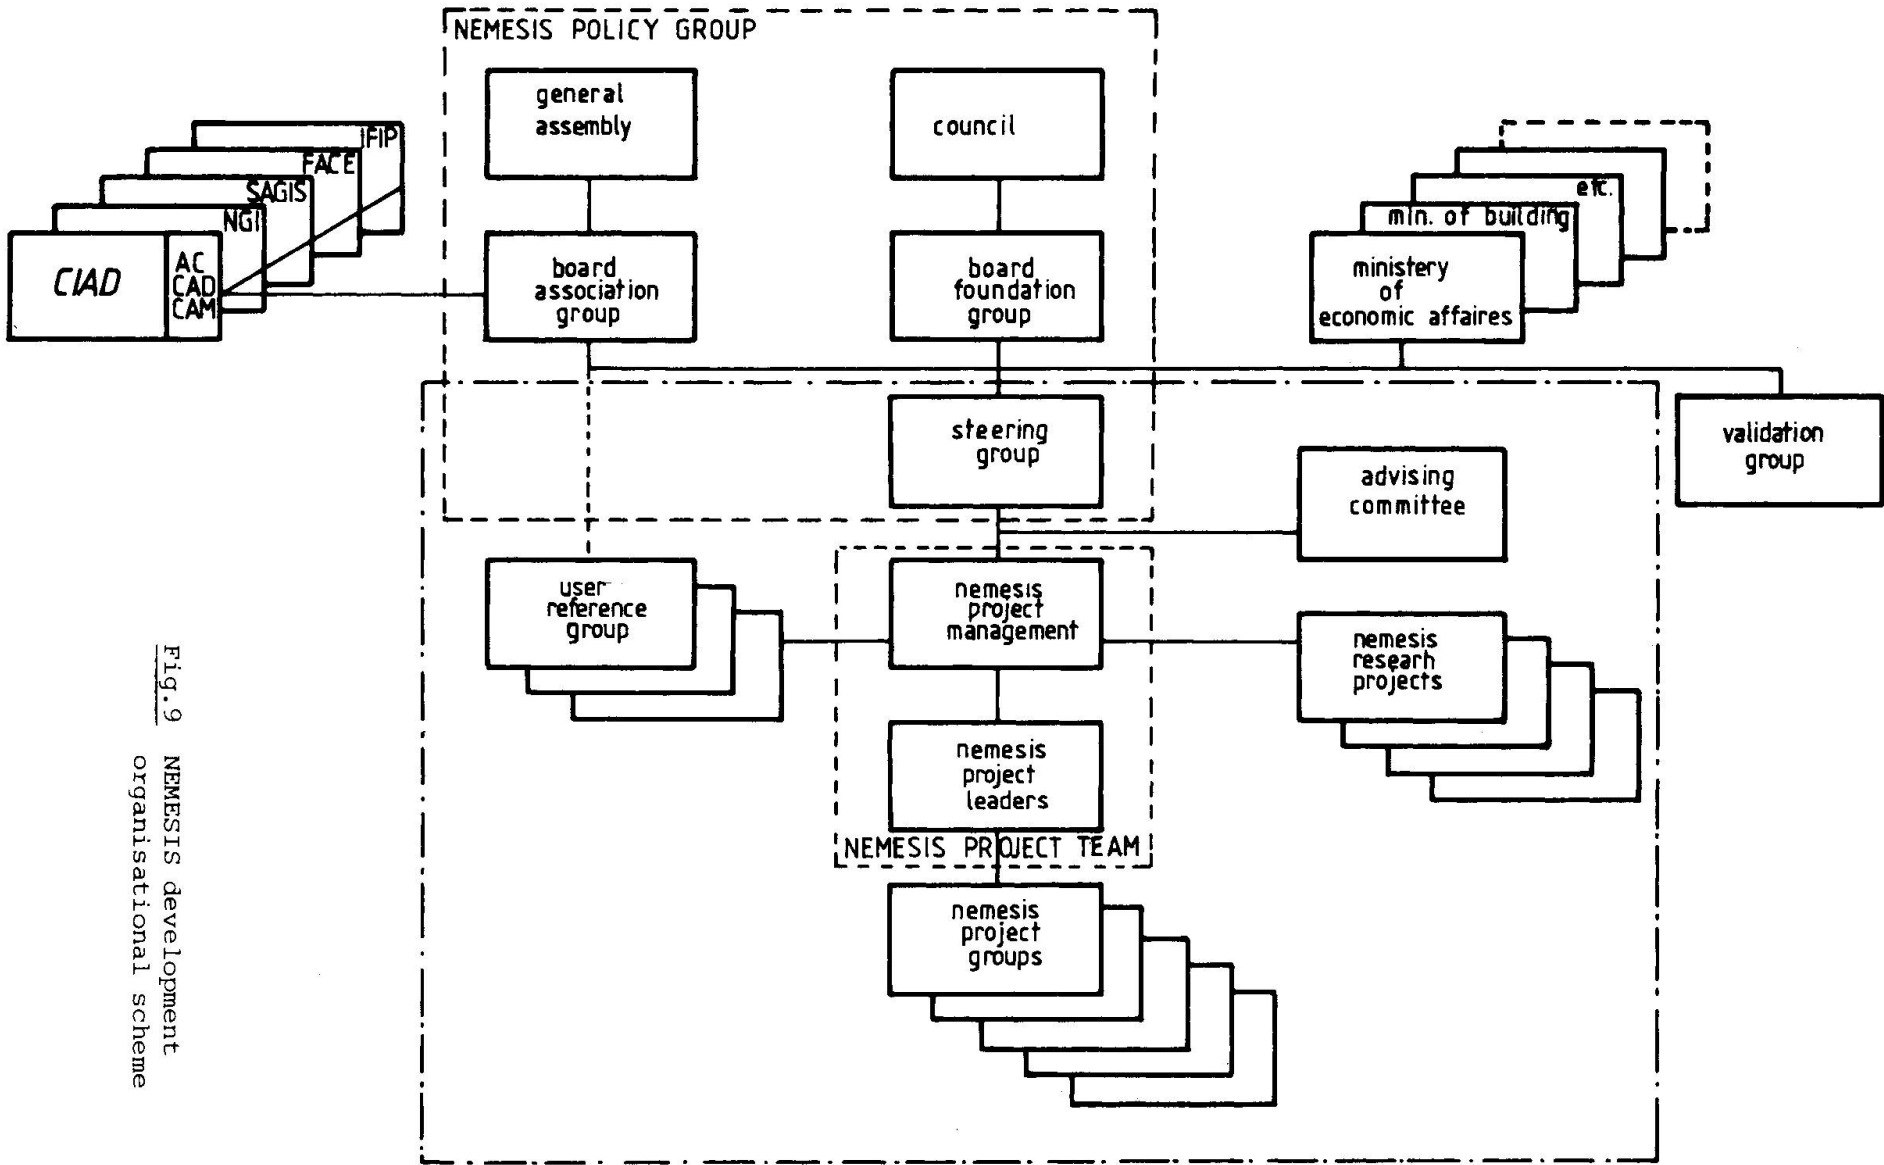 NEMESIS POLICY GROUP
general
assembly
council
IFIP
FACE
SAGIS
NGI
CIAD
AC
CAD
CAM
board
association
group
board
foundation
group
etc.
min. of building
ministery
of
economic affaires
steering
group
validation
group
advising
committee
user
reference
group
nemesis
project
management
nemesis
researh
projects
nemesis
project
leaders
NEMESIS PROJECT TEAM
nemesis
project
groups
Fig.9 NEMESIS development
organisational scheme